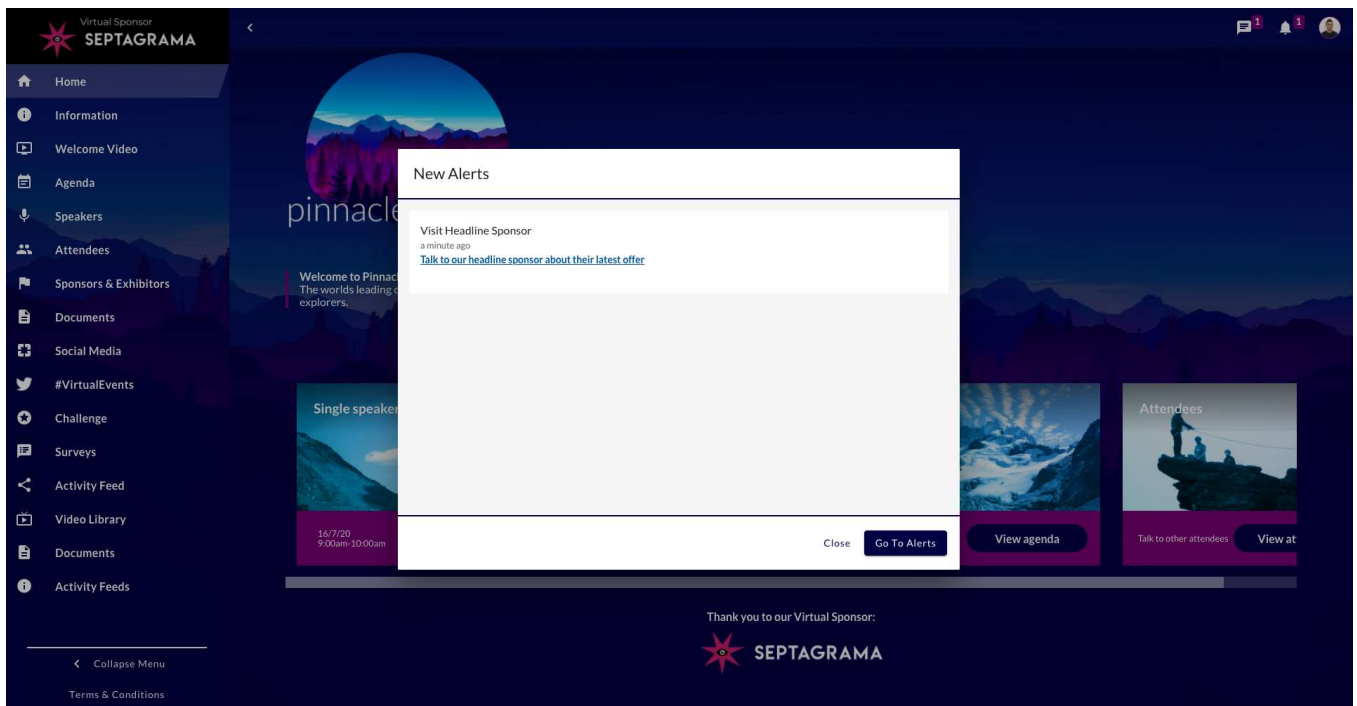 Virtual Sponsor
SEPTAGRAMA
1
1
Home
Information
Welcome Video
Agenda
Speakers
Attendees
Sponsors & Exhibitors
Documents
Social Media
#VirtualEvents
Challenge
Surveys
Activity Feed
Video Library
Documents
Activity Feeds
Collapse Menu
Terms & Conditions
pinnacle
Welcome to Pinnac
The worlds leading
explorers.
New Alerts
Visit Headline Sponsor
a minute ago
Talk to our headline sponsor about their latest offer
Close
Go To Alerts
Single speaker
16/7/20
9:00am-10:00am
View agenda
Attendees
Talk to other attendees
View at
Thank you to our Virtual Sponsor:
SEPTAGRAMA